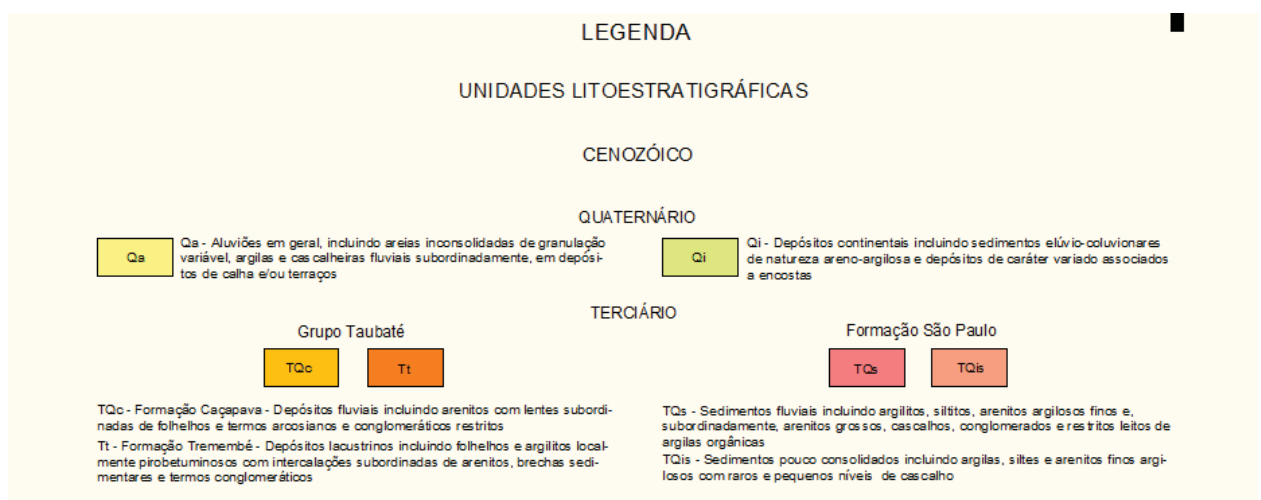 LEGENDA
UNIDADES LITOESTRATIGRÁFICAS
CENOZÓICO
QUATERNÁRIO
Qa
Qa - Aluviões em geral, incluindo areias inconsolidadas de granulação
variável, argilas e cascalheiras fluviais subordinadamente, em depósi-
tos de calha e/ou terraços
Qi
Qi - Depósitos continentais incluindo sedimentos elúvio-coluvionares
de natureza areno-argilosa e depósitos de caráter variado associados
a encostas
TERCIÁRIO
Grupo Taubaté
TQc
Tt
TQc - Formação Caçapava - Depósitos fluviais incluindo arenitos com lentes subordi-
nadas de folhelhos e termos arcosianos e conglomeráticos restritos
Tt - Formação Tremembé - Depósitos lacustrinos incluindo folhelhos e argilitos local-
mente pirobetuminosos com intercalações subordinadas de arenitos, brechas sedi-
mentares e termos conglomeráticos
Formação São Paulo
TQs
TQis
TQs - Sedimentos fluviais incluindo argilitos, siltitos, arenitos argilosos finos e,
subordinadamente, arenitos grossos, cascalhos, conglomerados e restritos leitos de
argilas orgânicas
TQis - Sedimentos pouco consolidados incluindo argilas, siltes e arenitos finos argi-
losos com raros e pequenos níveis de cascalho